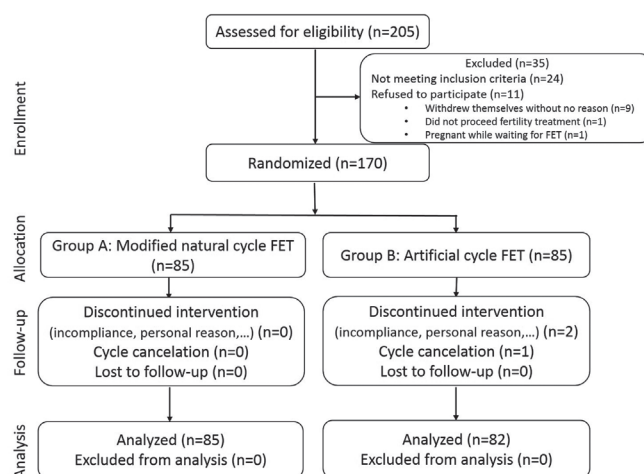 Assessed for eligibility (n=205)
Excluded (n=35)
Not meeting inclusion criteria (n=24)
Refused to participate (n=11)
• Withdrew themselves without no reason (n=9)
• Did not proceed fertility treatment (n=1)
• Pregnant while waiting for FET (n=1)
Enrollment
Randomized (n=170)
Allocation
Group A: Modified natural cycle FET
(n=85)
Group B: Artificial cycle FET (n=85)
Follow-up
Discontinued intervention
(incompliance, personal reason,...) (n=0)
Cycle cancelation (n=0)
Lost to follow-up (n=0)
Discontinued intervention
(incompliance, personal reason,...) (n=2)
Cycle cancelation (n=1)
Lost to follow-up (n=0)
Analysis
Analyzed (n=85)
Excluded from analysis (n=0)
Analyzed (n=82)
Excluded from analysis (n=0)